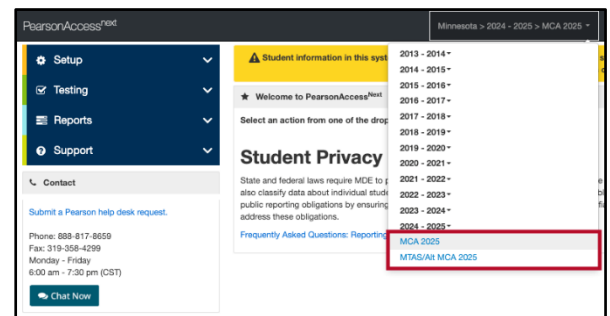 PearsonAccessnext
Minnesota > 2024 - 2025 > MCA 2025
Setup
Testing
Reports
Support
Contact
Submit a Pearson help desk request.
Phone: 888-817-8659
Fax: 319-358-4299
Monday - Friday
6:00 am - 7:30 pm (CST)
Chat Now
Student information in this syst
Welcome to PearsonAccessNext
Select an action from one of the drop
Student Privacy
State and federal laws require MDE to p
also classify data about individual stude
public reporting obligations by ensuring
address these obligations.
Frequently Asked Questions: Reporting
2013 - 2014
2014 - 2015
2015 - 2016
2016 - 2017
2017 - 2018
2018 - 2019
2019 - 2020
2020 - 2021
2021 - 2022
2022 - 2023
2023 - 2024
2024 - 2025
MCA 2025
MTAS/Alt MCA 2025